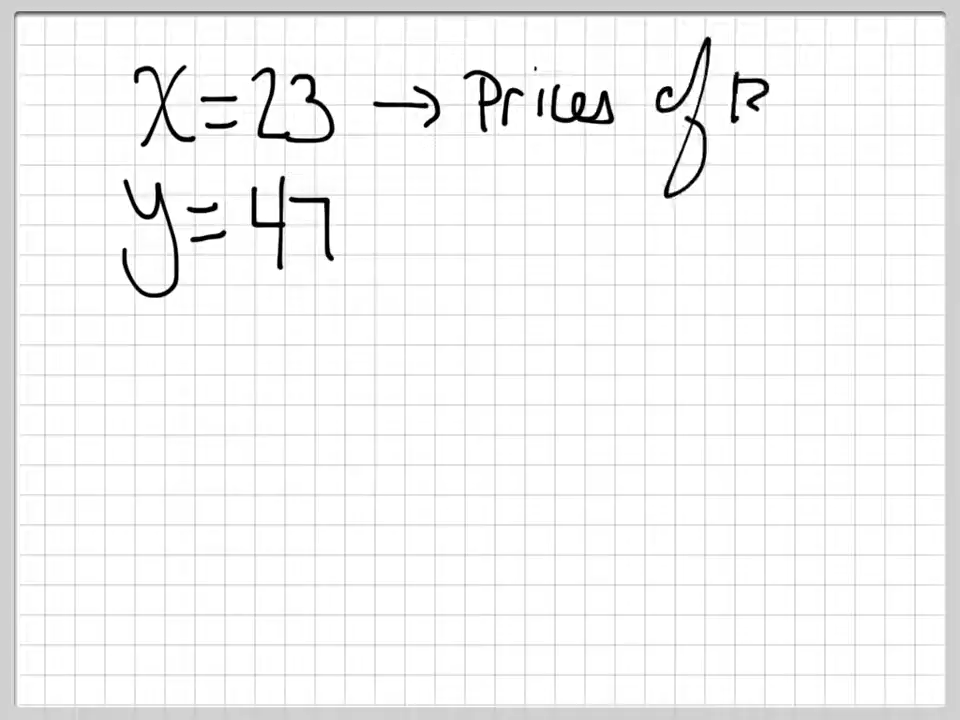 x = 23 → Prices of
y = 47